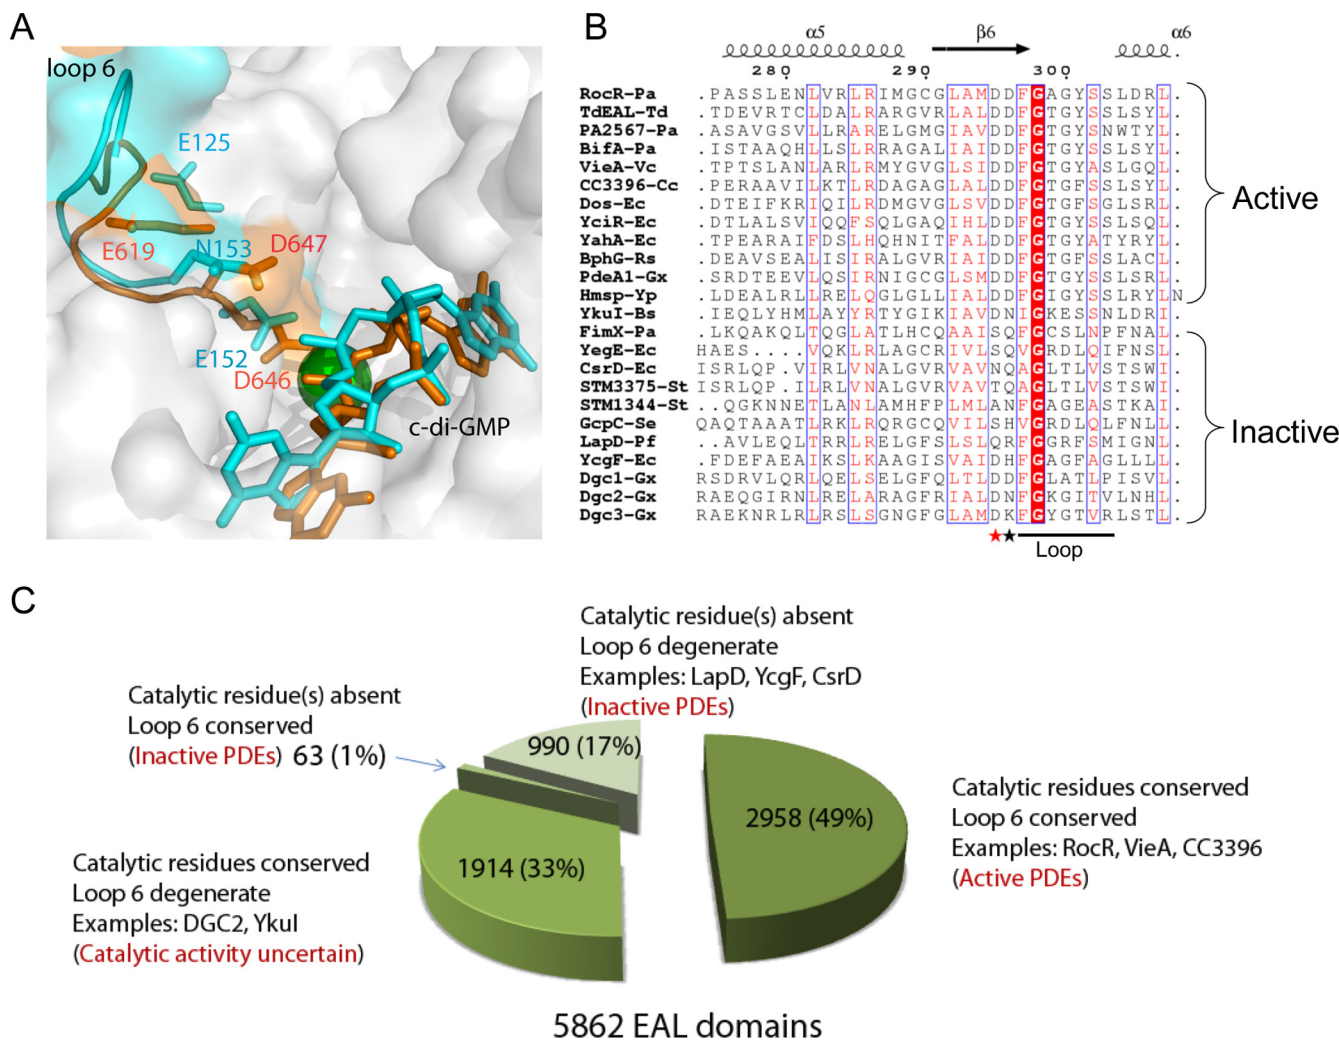 A
loop 6
E125
E619
N153
D647
E152
D646
c-di-GMP
B
α5 β6 α6
280 290 300
RocR-Pa .PASSLENLVRLRIMGCGLAMDDFGAGYSSLDRL.
TdEAL-Td .TDEVRTCLDALRARGVRLALDDFGTGYSSLSRL.
PA2567-Pa .ASAVGSVLLRARELGMGIAVDDFGTGYSNWTYL.
BifA-Pa .ISTAAQHLLSLRRAGALIAIDDFGTGYSSLSRL.
VieA-Vc .TPTSLANLARLRMYGVGLSIDDFGTGYASLGQL.
CC3396-Cc .PERAAVILKTLRDAGAGLALDDFGTGFSSLSYL.
Dos-Ec .DTEIFKRIQILRDMGVGLSVDDFGTGFSGLSRL.
YciR-Ec .DTLALSVIQQFSQLGAQIHLDDFGTGYSSLSQL.
YahA-Ec .TPEARAIFDSLHQHNITFALDDFGTGYATYRYL.
BphG-Rs .DAEVSEALIRLSRIGVRIAIDDFGTGFSSLACL.
PdeA1-Gx .SRDTEEVLQSIRNIGCGLSMDDFGTGYSSLSRL.
Hmsp-Yp .LDEALRLLRELQGLGLLIALDDFGIGYSSLRYLN
YkuI-Bs .IEQLYHMLAYYRTYGIKIAVDNIGKESSNLDRI.
FimX-Pa .LKQAKQLTQGLATLHCQAAISQFGCSLNPFNAL.
YegE-Ec HAES....VQKLRLAGCRIVLSQVGRDLQIFNSL.
CsrD-Ec ISRLQP.VIRLVNALGVRVAVNQAGLTLVSTSWI.
STM3375-St ISRLQP.ILRLVNALGVRVAVTQAGLTLVSTSWI.
STM1344-St ..QGKNNETLANLAMHFPLMLANFGAGEASTKAI.
GcpC-Se QAQTAAATLRKLRQRGCQVILSHVGRDLQLFNLL.
LapD-Pf ..AVLEQLTRRLRELGFRGSLQRFGGRFSMIGNL.
YcgF-Ec .FDEFAEAIKSLKAAGISVAIDHFGAGFAGLLLL.
Dgc1-Gx RSDRVLQRLQELSELGFQLTLDDFGLATLPISVL.
Dgc2-Gx RAEQGIRNLRELARAGFRIALDNFGKGITVLNHL.
Dgc3-Gx RAEKNRLRLRSLSGNGFGLAMDKFGYGTVRLSTL.
Loop
Active
Inactive
C
Catalytic residue(s) absent
Loop 6 degenerate
Examples: LapD, YcgF, CsrD
(Inactive PDEs)
Catalytic residue(s) absent
Loop 6 conserved
(Inactive PDEs) 63 (1%)
990 (17%)
2958 (49%)
Catalytic residues conserved
Loop 6 conserved
Examples: RocR, VieA, CC3396
(Active PDEs)
1914 (33%)
Catalytic residues conserved
Loop 6 degenerate
Examples: DGC2, YkuI
(Catalytic activity uncertain)
5862 EAL domains